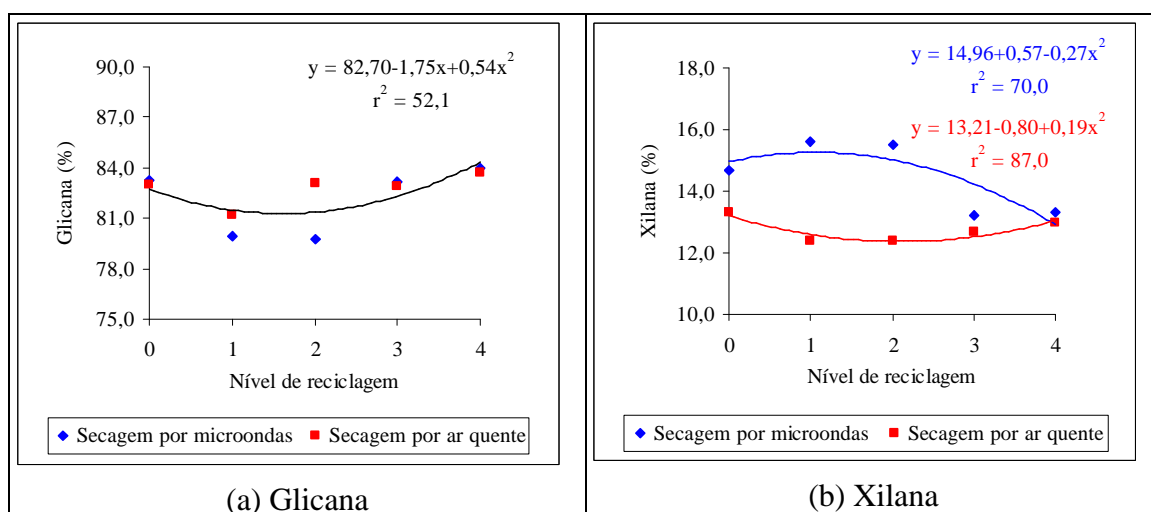 y = 82,70-1,75x+0,54x²
r² = 52,1
90,0
87,0
84,0
81,0
78,0
75,0
Glicana (%)
0 1 2 3 4
Nível de reciclagem
Secagem por microondas Secagem por ar quente
(a) Glicana
y = 14,96+0,57-0,27x²
r² = 70,0
y = 13,21-0,80+0,19x²
r² = 87,0
18,0
16,0
14,0
12,0
10,0
Xilana (%)
0 1 2 3 4
Nível de reciclagem
Secagem por microondas Secagem por ar quente
(b) Xilana